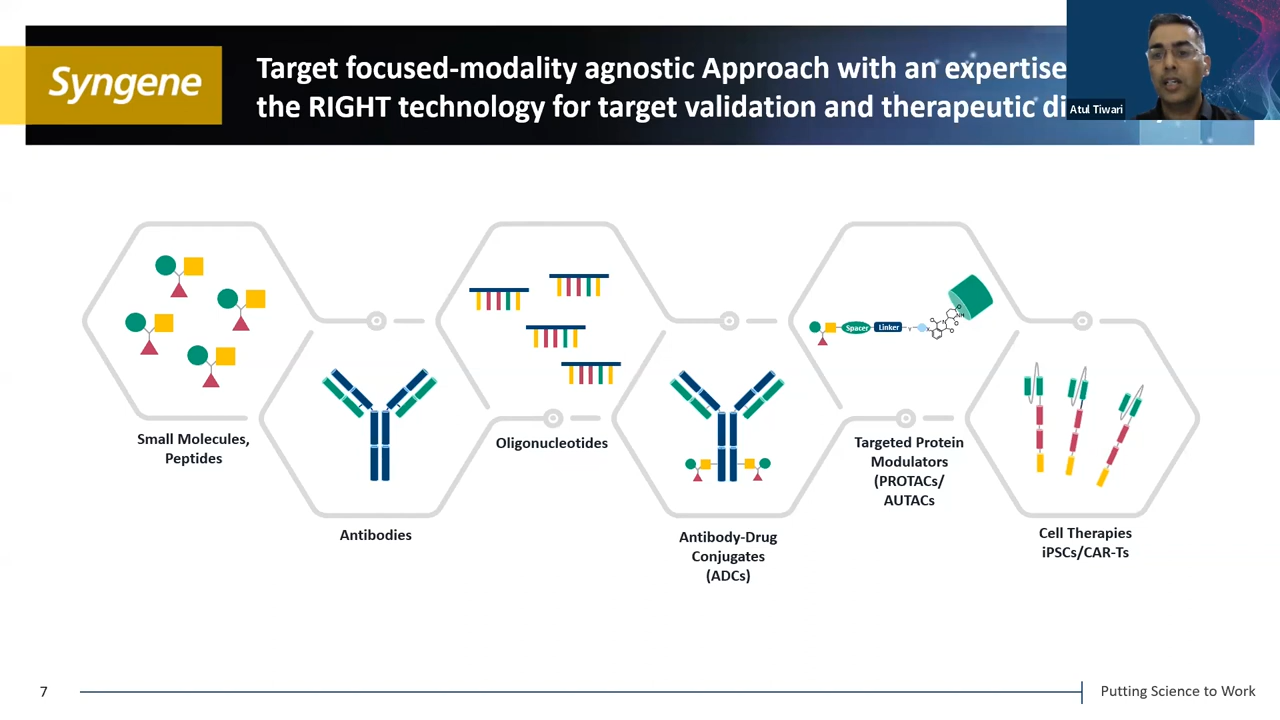 Syngene
Target focused-modality agnostic Approach with an expertise
the RIGHT technology for target validation and therapeutic di
Atul Tiwari
Spacer
Linker
Small Molecules,
Peptides
Antibodies
Oligonucleotides
Antibody-Drug
Conjugates
(ADCs)
Targeted Protein
Modulators
(PROTACs/
AUTACs
Cell Therapies
iPSCs/CAR-Ts
7
Putting Science to Work